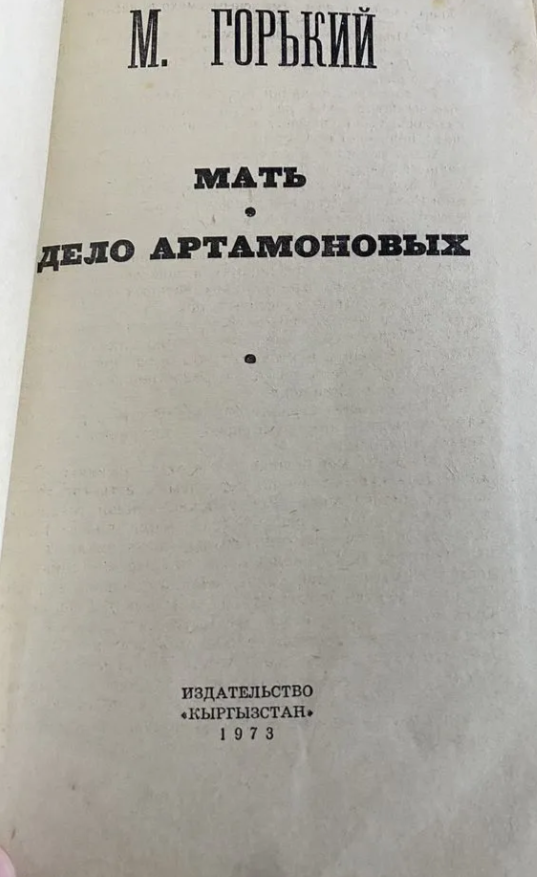 М. ГОРЬКИЙ
МАТЬ
•
ДЕЛО АРТАМОНОВЫХ
•
ИЗДАТЕЛЬСТВО
«КЫРГЫЗСТАН»
1973